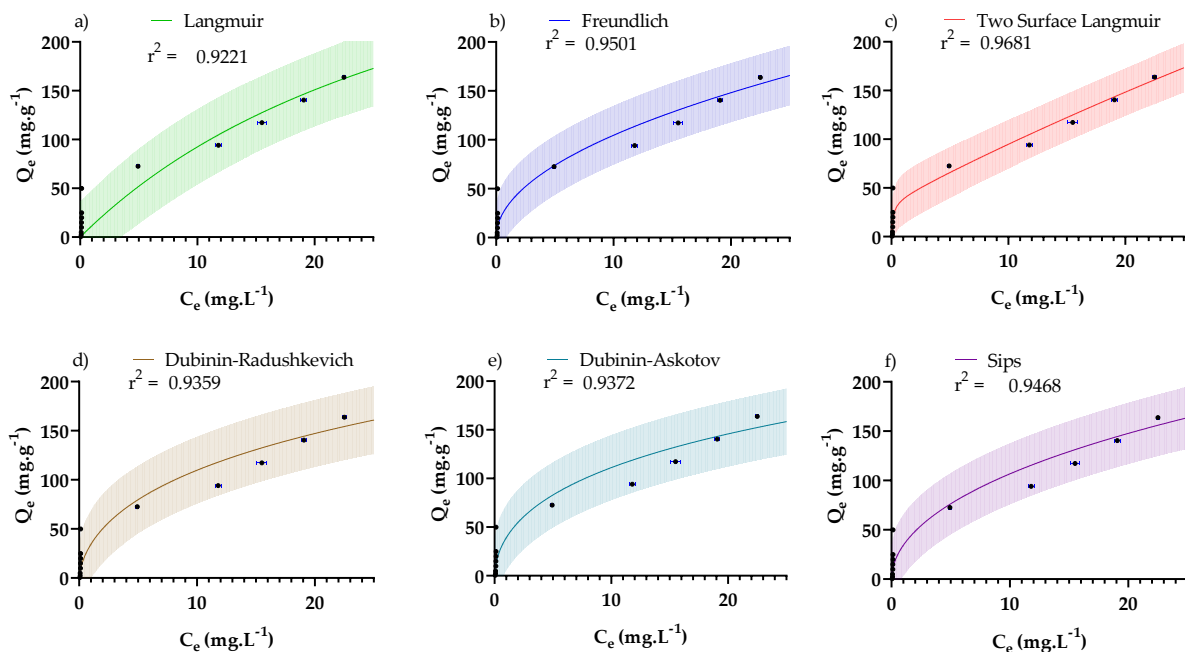 a) — Langmuir
r² = 0.9221
Qe (mg.g⁻¹)
200
150
100
50
0
0 10 20
Ce (mg.L⁻¹)
b) — Freundlich
r² = 0.9501
Qe (mg.g⁻¹)
200
150
100
50
0
0 10 20
Ce (mg.L⁻¹)
c) — Two Surface Langmuir
r² = 0.9681
Qe (mg.g⁻¹)
200
150
100
50
0
0 10 20
Ce (mg.L⁻¹)
d) — Dubinin-Radushkevich
r² = 0.9359
Qe (mg.g⁻¹)
200
150
100
50
0
0 10 20
Ce (mg.L⁻¹)
e) — Dubinin-Askotov
r² = 0.9372
Qe (mg.g⁻¹)
200
150
100
50
0
0 10 20
Ce (mg.L⁻¹)
f) — Sips
r² = 0.9468
Qe (mg.g⁻¹)
200
150
100
50
0
0 10 20
Ce (mg.L⁻¹)